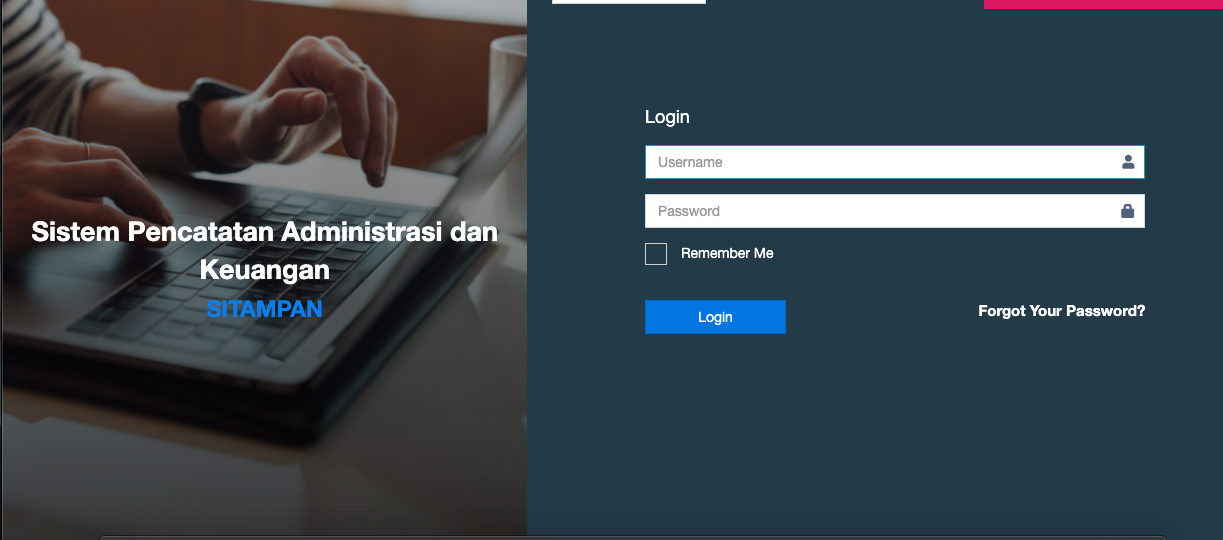 Sistem Pencatatan Administrasi dan
Keuangan
SITAMPAN
Login
Username
Password
Remember Me
Login
Forgot Your Password?